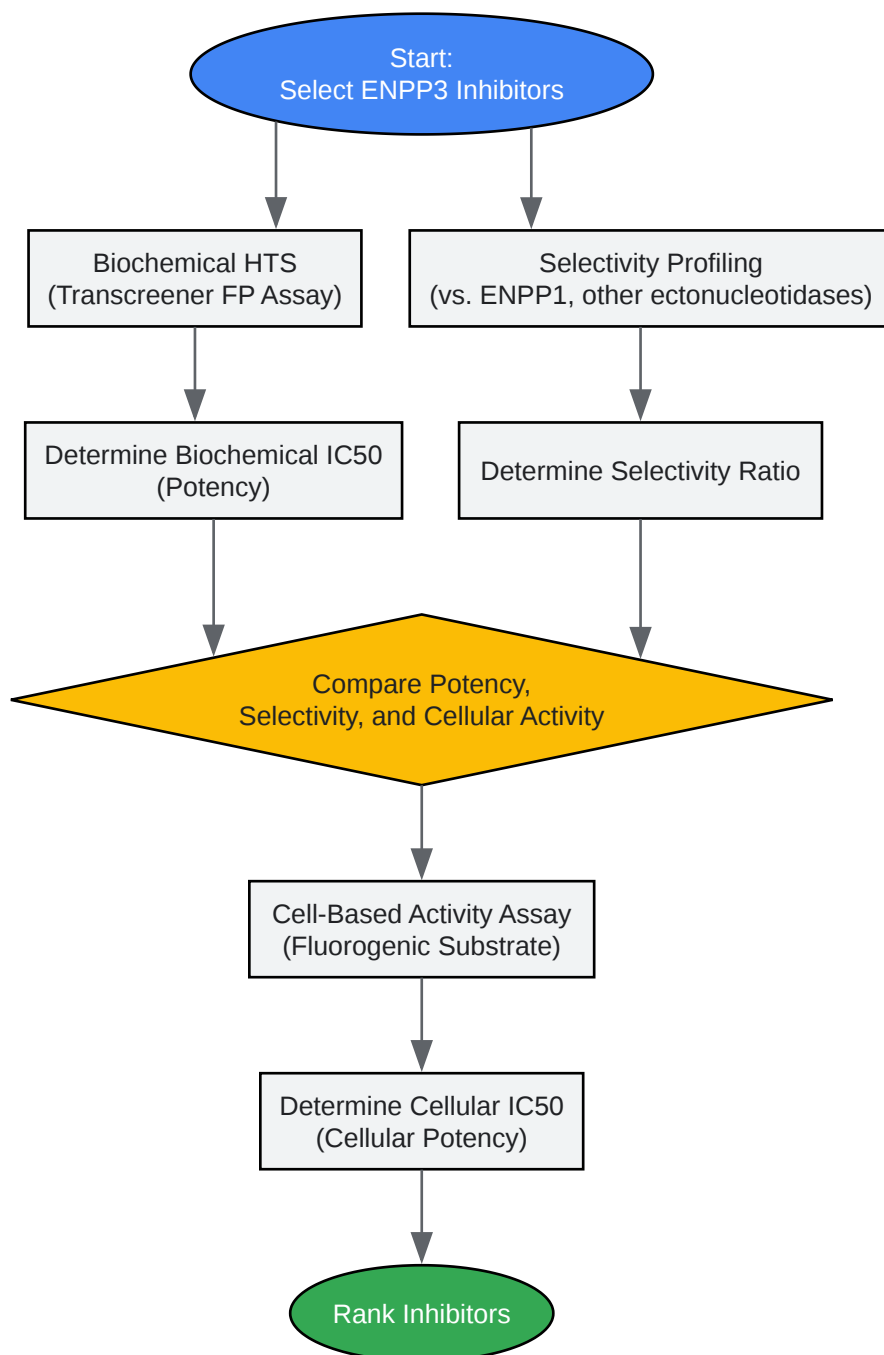 Start:
Select ENPP3 Inhibitors
Biochemical HTS
(Transcreener FP Assay)
Selectivity Profiling
(vs. ENPP1, other ectonucleotidases)
Determine Biochemical IC50
(Potency)
Determine Selectivity Ratio
Compare Potency,
Selectivity, and Cellular Activity
Cell-Based Activity Assay
(Fluorogenic Substrate)
Determine Cellular IC50
(Cellular Potency)
Rank Inhibitors